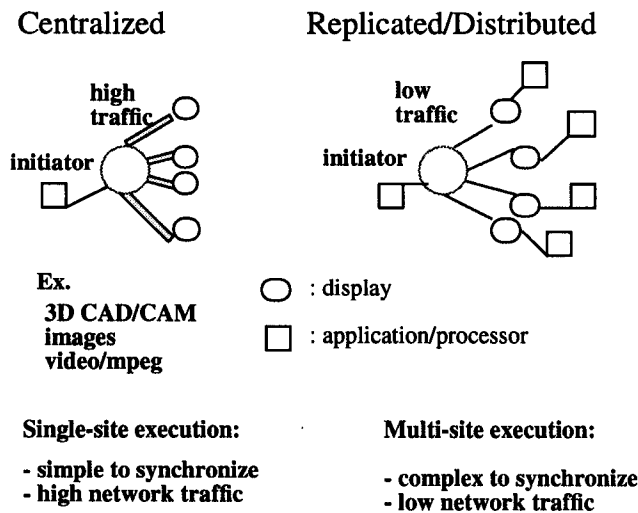 Centralized
high
traffic
initiator
Ex.
3D CAD/CAM
images
video/mpeg
Single-site execution:
- simple to synchronize
- high network traffic
Replicated/Distributed
low
traffic
initiator
: display
: application/processor
Multi-site execution:
- complex to synchronize
- low network traffic